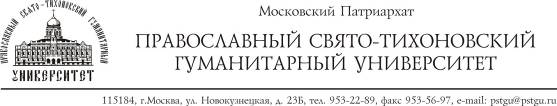 Московский Патриархат
ПРАВОСЛАВНЫЙ СВЯТО-ТИХОНОВСКИЙ
ГУМАНИТАРНЫЙ УНИВЕРСИТЕТ
ПРАВОСЛАВНЫЙ СВЯТО-ТИХОНОВСКИЙ ГУМАНИТАРНЫЙ
УНИВЕРСИТЕТ
115184, г.Москва, ул. Новокузнецкая, д. 23Б, тел. 953-22-89, факс 953-56-97, e-mail: pstgu@pstgu.ru